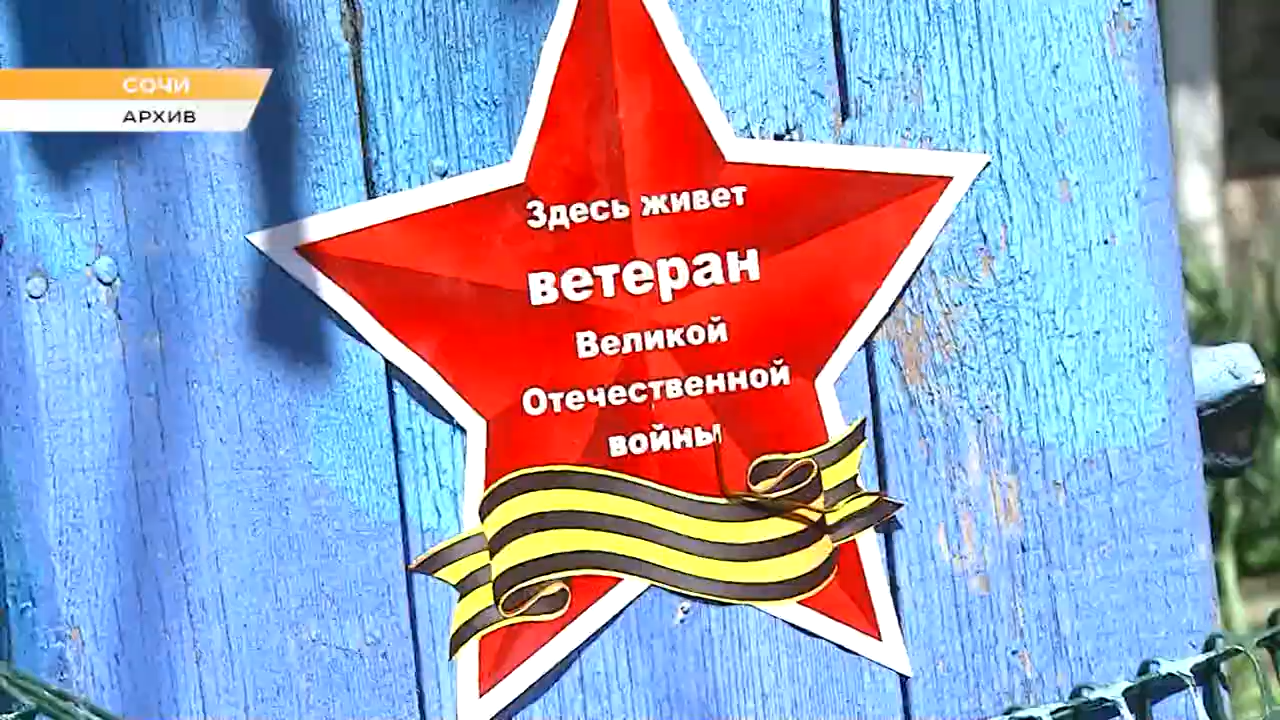 СОЧИ
АРХИВ
Здесь живет
ветеран
Великой
Отечественной
войны